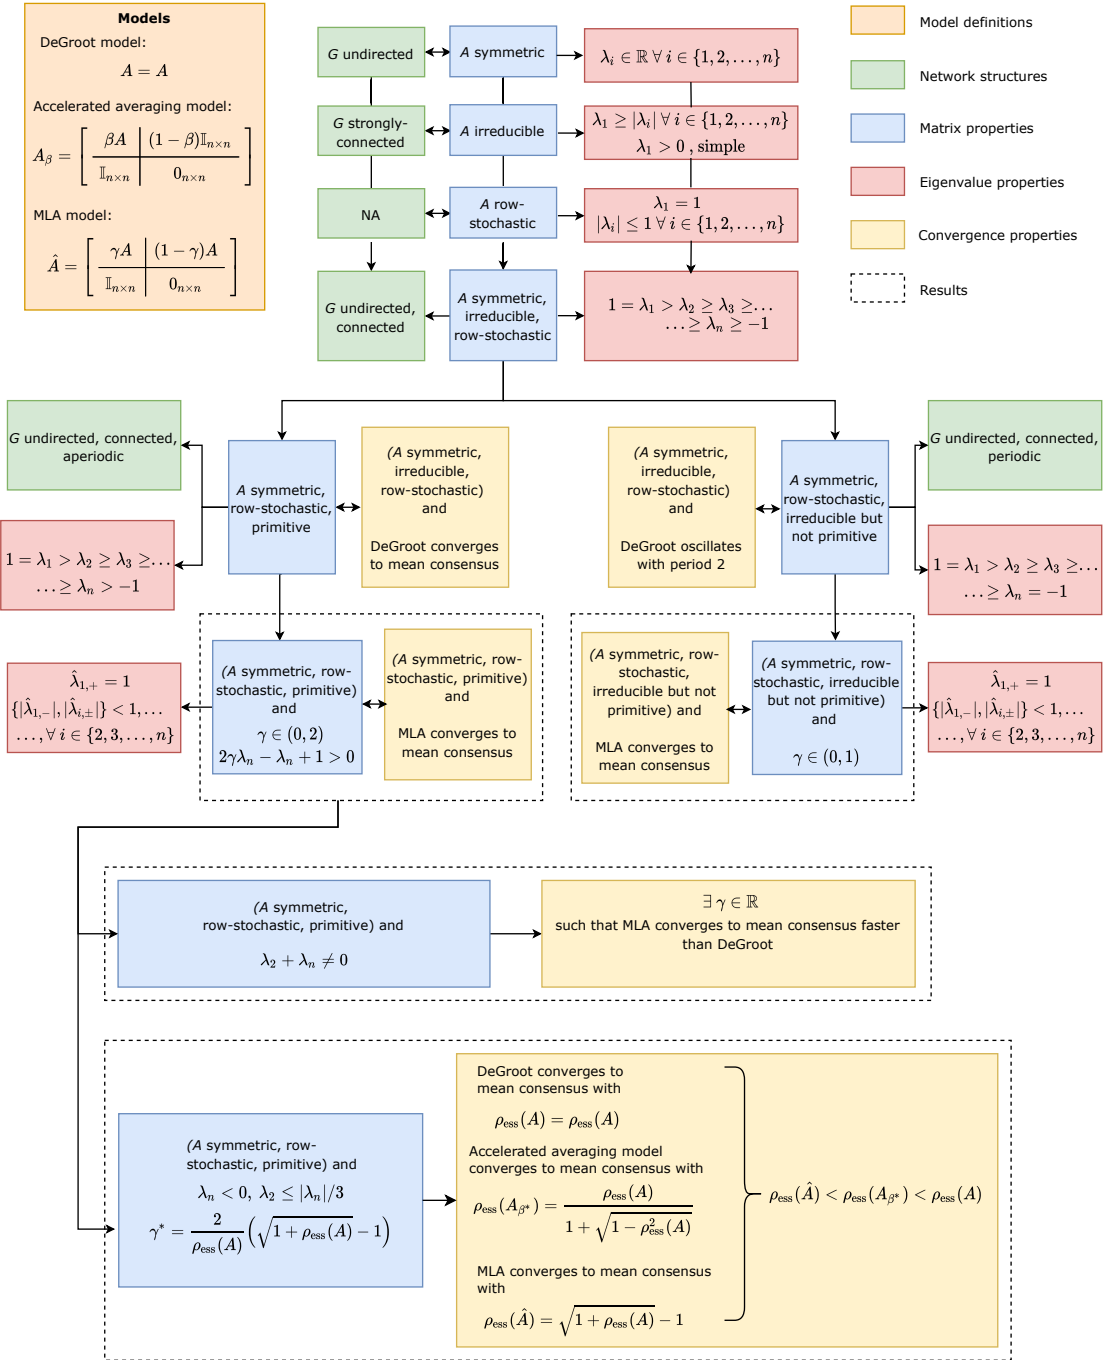 Models
DeGroot model:
A = A
Accelerated averaging model:
A_β = [ βA | (1 − β)𝕀_{n×n} ; 𝕀_{n×n} | 0_{n×n} ]
MLA model:
Â = [ γA | (1 − γ)A ; 𝕀_{n×n} | 0_{n×n} ]
G undirected
A symmetric
λ_i ∈ ℝ ∀ i ∈ {1, 2, . . . , n}
G strongly-
connected
A irreducible
λ_1 ≥ |λ_i| ∀ i ∈ {1, 2, . . . , n}
λ_1 > 0 , simple
NA
A row-
stochastic
λ_1 = 1
|λ_i| ≤ 1 ∀ i ∈ {1, 2, . . . , n}
G undirected,
connected
A symmetric,
irreducible,
row-stochastic
1 = λ_1 > λ_2 ≥ λ_3 ≥ . . .
. . . ≥ λ_n ≥ −1
Model definitions
Network structures
Matrix properties
Eigenvalue properties
Convergence properties
Results
G undirected, connected,
aperiodic
1 = λ_1 > λ_2 ≥ λ_3 ≥ . . .
. . . ≥ λ_n > −1
A symmetric,
row-stochastic,
primitive
(A symmetric,
irreducible,
row-stochastic)
and
DeGroot converges
to mean consensus
(A symmetric,
irreducible,
row-stochastic)
and
DeGroot oscillates
with period 2
A symmetric,
row-stochastic,
irreducible but
not primitive
G undirected, connected,
periodic
1 = λ_1 > λ_2 ≥ λ_3 ≥ . . .
. . . ≥ λ_n = −1
λ̂_{1,+} = 1
{|λ̂_{1,−}|, |λ̂_{i,±}|} < 1, . . .
. . . , ∀ i ∈ {2, 3, . . . , n}
(A symmetric, row-
stochastic, primitive)
and
γ ∈ (0, 2)
2γλ_n − λ_n + 1 > 0
(A symmetric, row-
stochastic, primitive)
and
MLA converges to
mean consensus
(A symmetric, row-
stochastic,
irreducible but not
primitive) and
MLA converges to
mean consensus
(A symmetric, row-
stochastic, irreducible
but not primitive)
and
γ ∈ (0, 1)
λ̂_{1,+} = 1
{|λ̂_{1,−}|, |λ̂_{i,±}|} < 1, . . .
. . . , ∀ i ∈ {2, 3, . . . , n}
(A symmetric,
row-stochastic, primitive) and
λ_2 + λ_n ≠ 0
∃ γ ∈ ℝ
such that MLA converges to mean consensus faster
than DeGroot
(A symmetric, row-
stochastic, primitive) and
λ_n < 0, λ_2 ≤ |λ_n|/3
γ* = 2/ρ_ess(A) (√(1 + ρ_ess(A)) − 1)
DeGroot converges to
mean consensus with
ρ_ess(A) = ρ_ess(A)
Accelerated averaging model
converges to mean consensus with
ρ_ess(A_{β*}) = ρ_ess(A) / (1 + √(1 − ρ²_ess(A)))
MLA converges to mean consensus
with
ρ_ess(Â) = √(1 + ρ_ess(A)) − 1
ρ_ess(Â) < ρ_ess(A_{β*}) < ρ_ess(A)